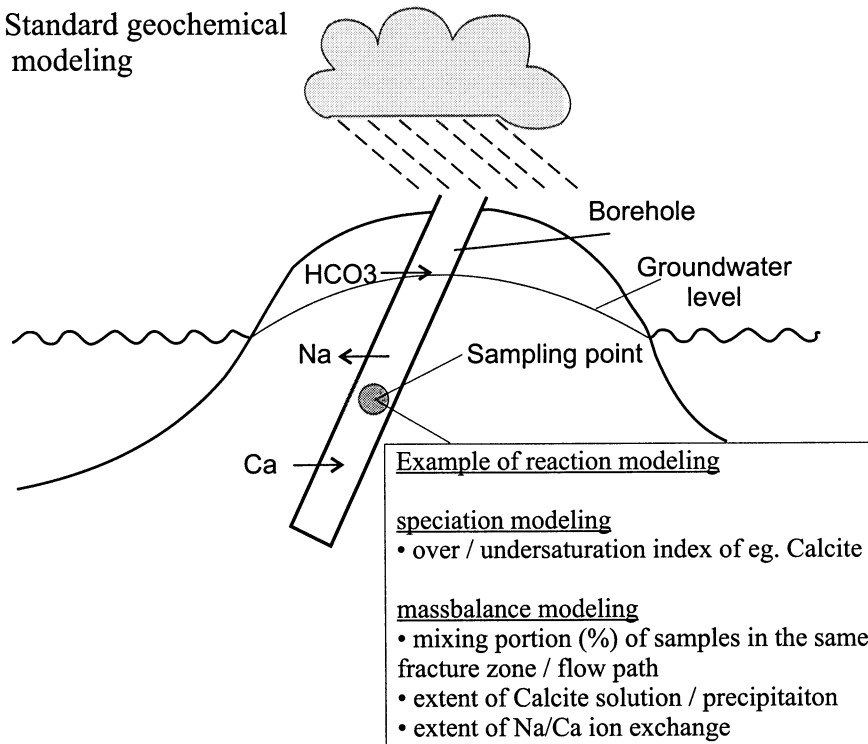 Standard geochemical
modeling
Borehole
HCO3
Groundwater
level
Na
Sampling point
Ca
Example of reaction modeling
speciation modeling
• over / undersaturation index of eg. Calcite
massbalance modeling
• mixing portion (%) of samples in the same
fracture zone / flow path
• extent of Calcite solution / precipitaiton
• extent of Na/Ca ion exchange